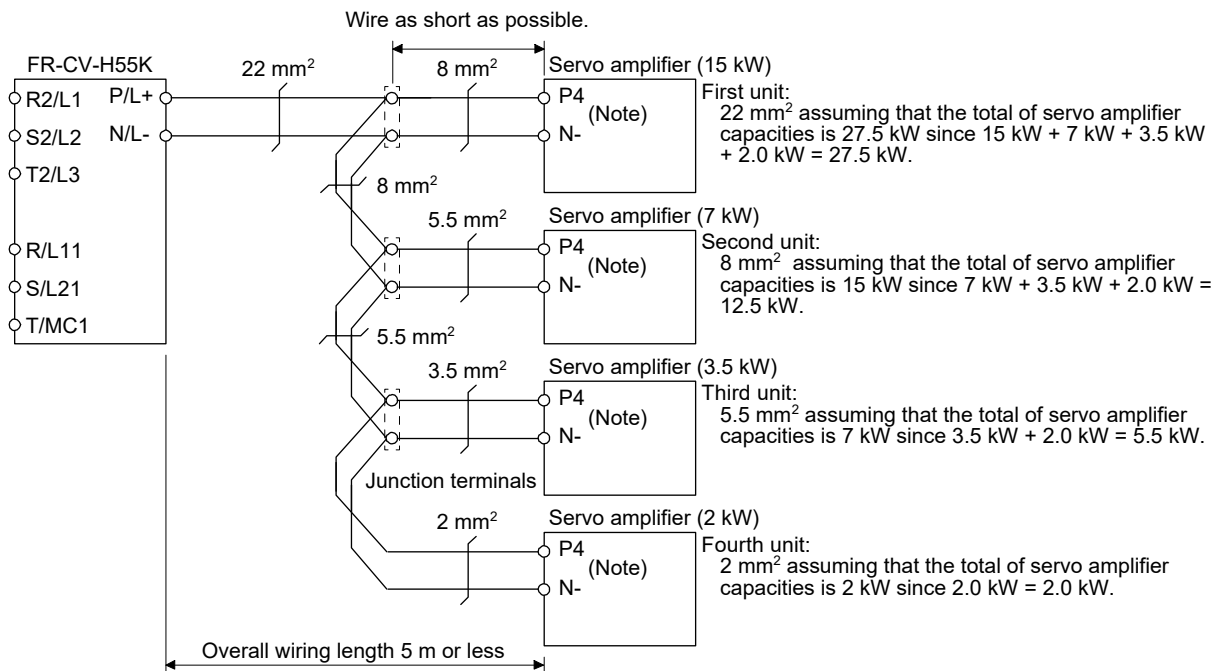 Wire as short as possible.
FR-CV-H55K
22 mm²
8 mm²
Servo amplifier (15 kW)
R2/L1
P/L+
S2/L2
N/L-
T2/L3
R/L11
S/L21
T/MC1
P4
(Note)
N-
First unit:
22 mm² assuming that the total of servo amplifier
capacities is 27.5 kW since 15 kW + 7 kW + 3.5 kW
+ 2.0 kW = 27.5 kW.
8 mm²
5.5 mm²
Servo amplifier (7 kW)
P4
(Note)
N-
Second unit:
8 mm² assuming that the total of servo amplifier
capacities is 15 kW since 7 kW + 3.5 kW + 2.0 kW =
12.5 kW.
5.5 mm²
3.5 mm²
Servo amplifier (3.5 kW)
P4
(Note)
N-
Third unit:
5.5 mm² assuming that the total of servo amplifier
capacities is 7 kW since 3.5 kW + 2.0 kW = 5.5 kW.
Junction terminals
2 mm²
Servo amplifier (2 kW)
P4
(Note)
N-
Fourth unit:
2 mm² assuming that the total of servo amplifier
capacities is 2 kW since 2.0 kW = 2.0 kW.
Overall wiring length 5 m or less